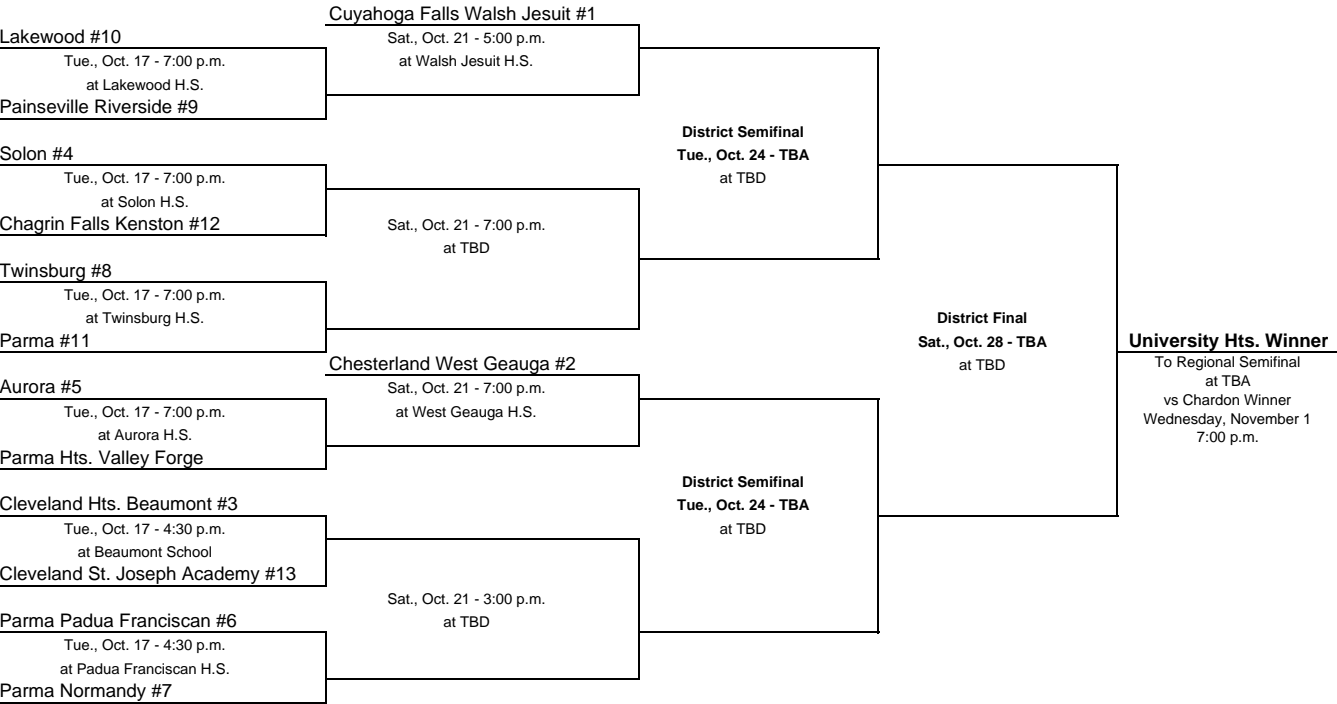 Cuyahoga Falls Walsh Jesuit #1
Lakewood #10
Sat., Oct. 21 - 5:00 p.m.
Tue., Oct. 17 - 7:00 p.m.
at Walsh Jesuit H.S.
at Lakewood H.S.
Painseville Riverside #9
District Semifinal
Solon #4
Tue., Oct. 24 - TBA
Tue., Oct. 17 - 7:00 p.m.
at TBD
at Solon H.S.
Chagrin Falls Kenston #12
Sat., Oct. 21 - 7:00 p.m.
at TBD
Twinsburg #8
Tue., Oct. 17 - 7:00 p.m.
at Twinsburg H.S.
District Final
Parma #11
Sat., Oct. 28 - TBA
University Hts. Winner
Chesterland West Geauga #2
at TBD
To Regional Semifinal
at TBA
vs Chardon Winner
Wednesday, November 1
7:00 p.m.
Aurora #5
Sat., Oct. 21 - 7:00 p.m.
Tue., Oct. 17 - 7:00 p.m.
at West Geauga H.S.
at Aurora H.S.
Parma Hts. Valley Forge
District Semifinal
Cleveland Hts. Beaumont #3
Tue., Oct. 24 - TBA
Tue., Oct. 17 - 4:30 p.m.
at TBD
at Beaumont School
Cleveland St. Joseph Academy #13
Sat., Oct. 21 - 3:00 p.m.
Parma Padua Franciscan #6
at TBD
Tue., Oct. 17 - 4:30 p.m.
at Padua Franciscan H.S.
Parma Normandy #7